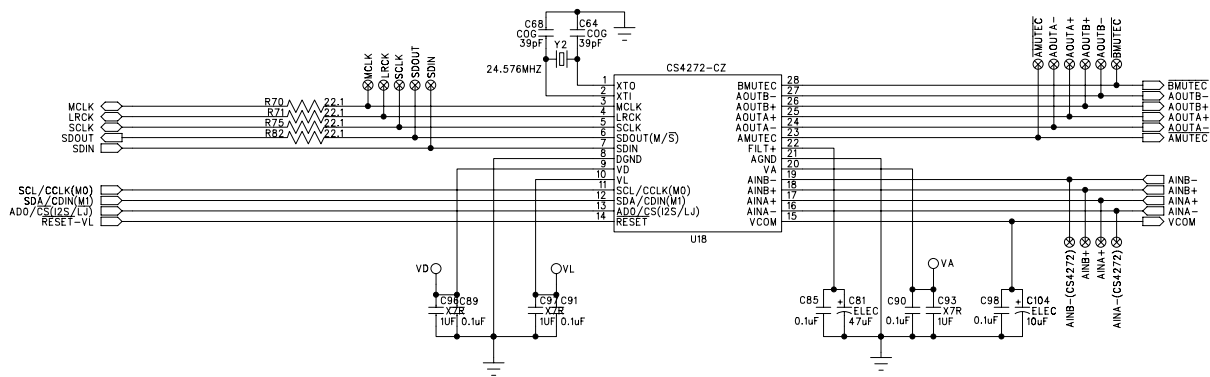 C68
COG
39pF
C64
COG
39pF
Y2
24.576MHZ
MCLK
LRCK
SCLK
SDOUT
SDIN
AMUTEC
AOUTA-
AOUTA+
AOUTB+
AOUTB-
BMUTEC
CS4272-CZ
MCLK R70 22.1
LRCK R71 22.1
SCLK R75 22.1
SDOUT R82 22.1
SDIN
SCL/CCLK(M0)
SDA/CDIN(M1)
AD0/CS(I2S/LJ)
RESET-VL
1 XTO
2 XTI
3 MCLK
4 LRCK
5 SCLK
6 SDOUT(M/S)
7 SDIN
8 DGND
9 VD
10 VL
11 SCL/CCLK(M0)
12 SDA/CDIN(M1)
13 AD0/CS(I2S/LJ)
14 RESET
BMUTEC 28
AOUTB- 27
AOUTB+ 26
AOUTA+ 25
AOUTA- 24
AMUTEC 23
FILT+ 22
AGND 21
VA 20
AINB- 19
AINB+ 18
AINA+ 17
AINA- 16
VCOM 15
U18
BMUTEC
AOUTB-
AOUTB+
AOUTA+
AOUTA-
AMUTEC
AINB-
AINB+
AINA+
AINA-
VCOM
AINB-(CS4272)
AINB+
AINA+
AINA-(CS4272)
VD
VL
VA
C96
X7R
1UF
C89
0.1uF
C97
X7R
1UF
C91
0.1uF
C85
0.1uF
C81
ELEC
47uF
C90
0.1uF
C93
X7R
1UF
C98
0.1uF
C104
ELEC
10uF